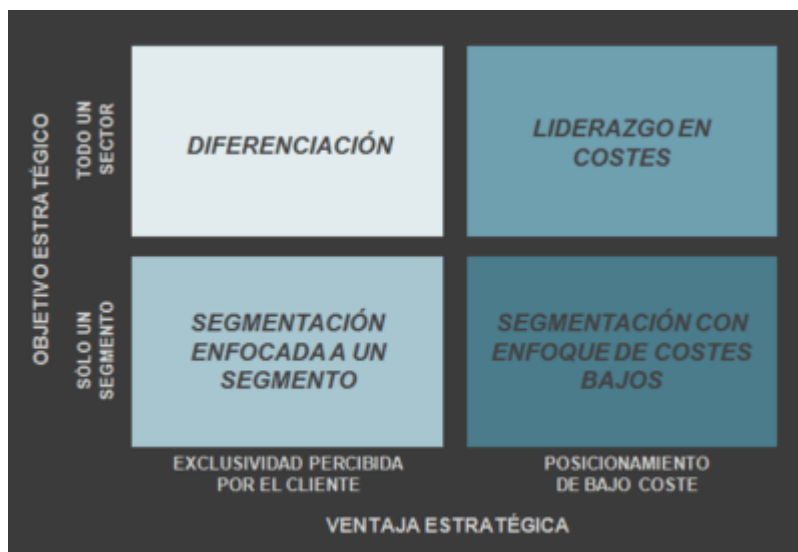 OBJETIVO ESTRATÉGICO
TODO UN
SECTOR
DIFERENCIACIÓN
LIDERAZGO EN
COSTES
SÓLO UN
SEGMENTO
SEGMENTACIÓN
ENFOCADA A UN
SEGMENTO
SEGMENTACIÓN CON
ENFOQUE DE COSTES
BAJOS
EXCLUSIVIDAD PERCIBIDA
POR EL CLIENTE
POSICIONAMIENTO
DE BAJO COSTE
VENTAJA ESTRATÉGICA